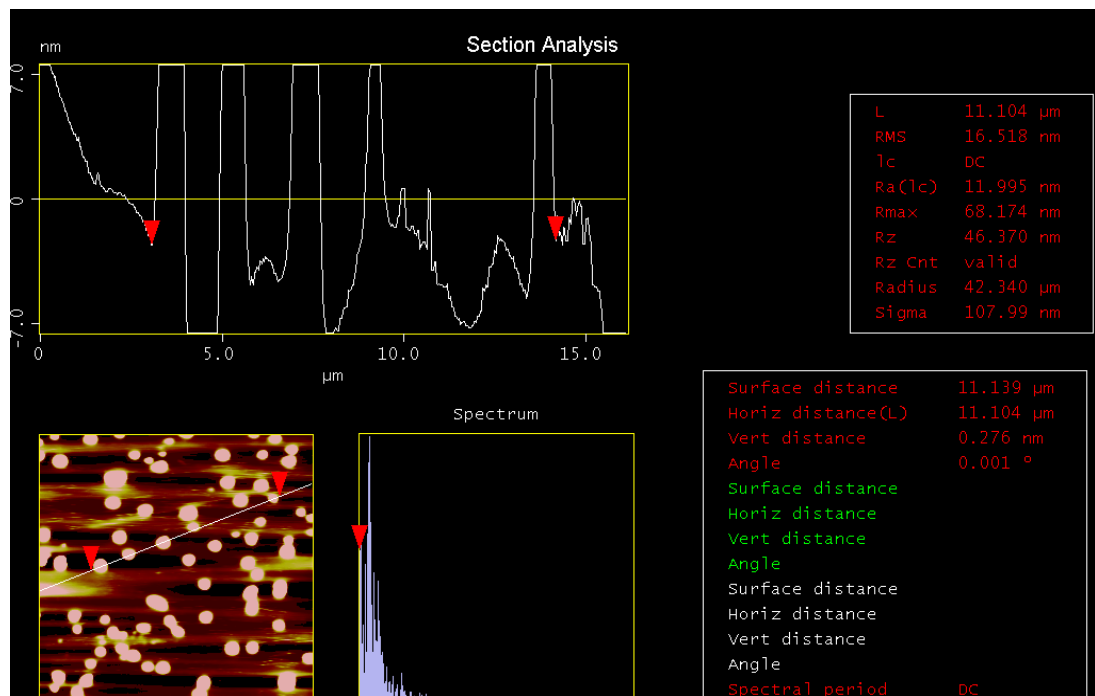 Section Analysis
nm
7.0
0
-7.0
0 5.0 10.0 15.0
µm
L 11.104 µm
RMS 16.518 nm
lc DC
Ra(lc) 11.995 nm
Rmax 68.174 nm
Rz 46.370 nm
Rz Cnt valid
Radius 42.340 µm
Sigma 107.99 nm
Spectrum
Surface distance 11.139 µm
Horiz distance(L) 11.104 µm
Vert distance 0.276 nm
Angle 0.001 º
Surface distance
Horiz distance
Vert distance
Angle
Surface distance
Horiz distance
Vert distance
Angle
Spectral period DC